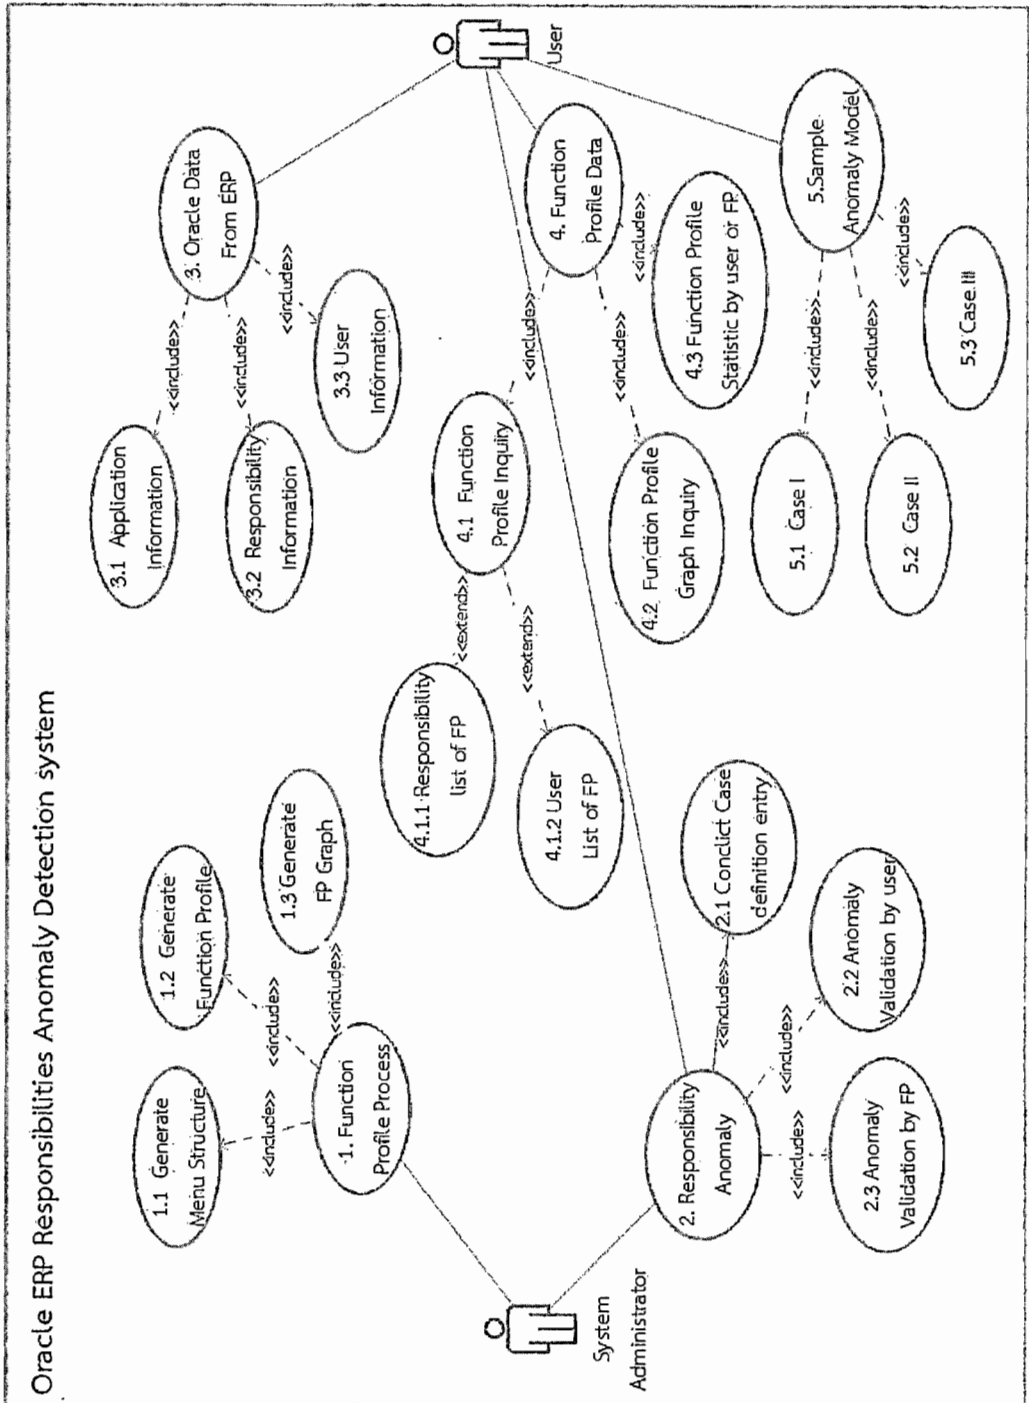 Oracle ERP Responsibilities Anomaly Detection system
1.1 Generate
Menu Structure
<<include>>
1.2 Generate
Function Profile
<<include>>
1.3 Generate
FP Graph
<<include>>
1. Function
Profile Process
System
Administrator
2. Responsibility
Anomaly
<<include>>
2.1 Conclict Case
definition entry
<<include>>
2.2 Anomaly
Validation by user
<<include>>
2.3 Anomaly
Validation by FP
3.1 Application
Information
<<include>>
3.2 Responsibility
Information
<<include>>
3.3 User
Information
<<include>>
3. Oracle Data
From ERP
User
4.1.1 Responsibility
list of FP
<<extend>>
4.1.2 User
List of FP
<<extend>>
4.1 Function
Profile Inquiry
<<include>>
4. Function
Profile Data
4.2 Function Profile
Graph Inquiry
<<include>>
4.3 Function Profile
Statistic by user or FP
<<include>>
5.1 Case I
<<include>>
5.2 Case II
<<include>>
5.3 Case III
<<include>>
5.Sample
Anomaly Model